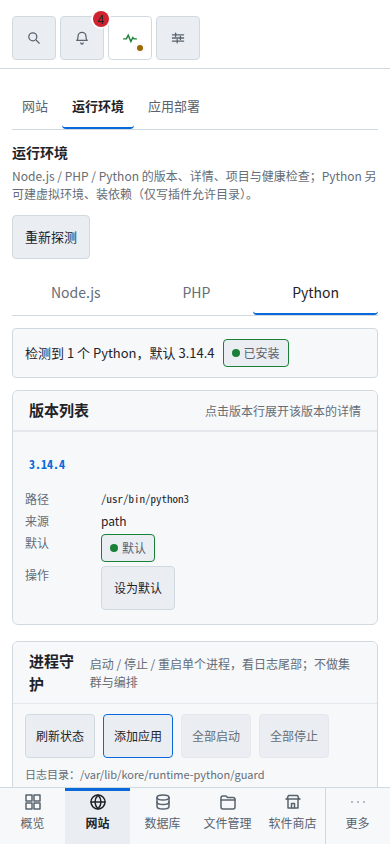 4
网站 运行环境 应用部署
运行环境
Node.js / PHP / Python 的版本、详情、项目与健康检查；Python 另
可建虚拟环境、装依赖（仅写插件允许目录）。
重新探测
Node.js PHP Python
检测到 1 个 Python，默认 3.14.4 已安装
版本列表 点击版本行展开该版本的详情
3.14.4
路径 /usr/bin/python3
来源 path
默认 默认
操作 设为默认
进程守
护
启动 / 停止 / 重启单个进程，看日志尾部；不做集
群与编排
刷新状态 添加应用 全部启动 全部停止
日志目录：/var/lib/kore/runtime-python/guard
概览 网站 数据库 文件管理 软件商店 更多